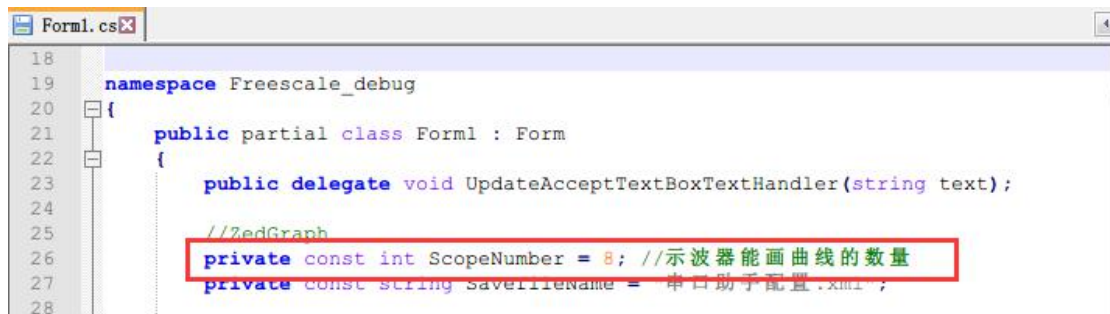 Form1.cs
18
19 namespace Freescale_debug
20 {
21 public partial class Form1 : Form
22 {
23 public delegate void UpdateAcceptTextBoxTextHandler(string text);
24
25 //ZedGraph
26 private const int ScopeNumber = 8; //示波器能画曲线的数量
27 private const string SavefileName = "串口助手配置.xml";
28